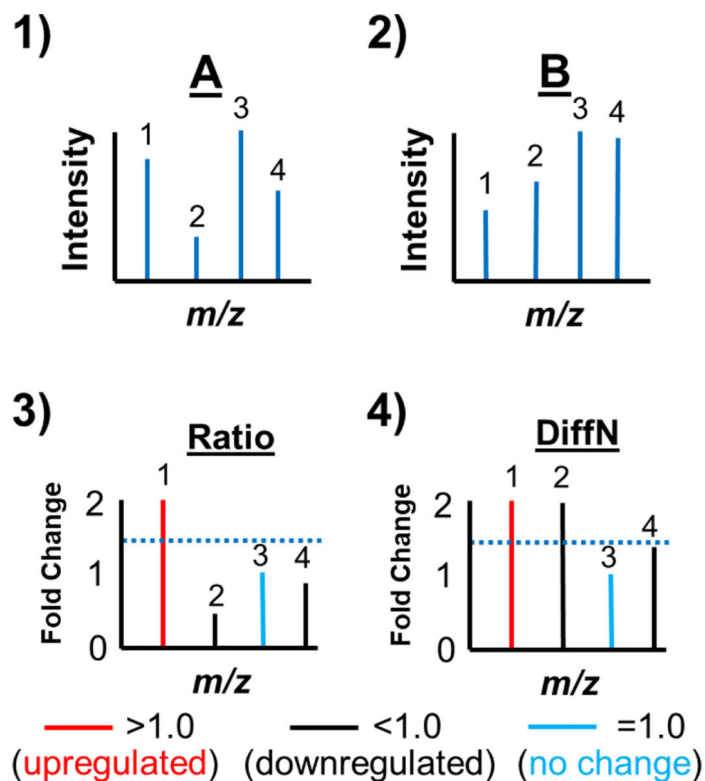 1)
A
1
2
3
4
Intensity
m/z
2)
B
1
2
3
4
Intensity
m/z
3)
Ratio
1
2
3
4
2
1
0
Fold Change
m/z
4)
DiffN
1
2
3
4
2
1
0
Fold Change
m/z
>1.0
(upregulated)
<1.0
(downregulated)
=1.0
(no change)